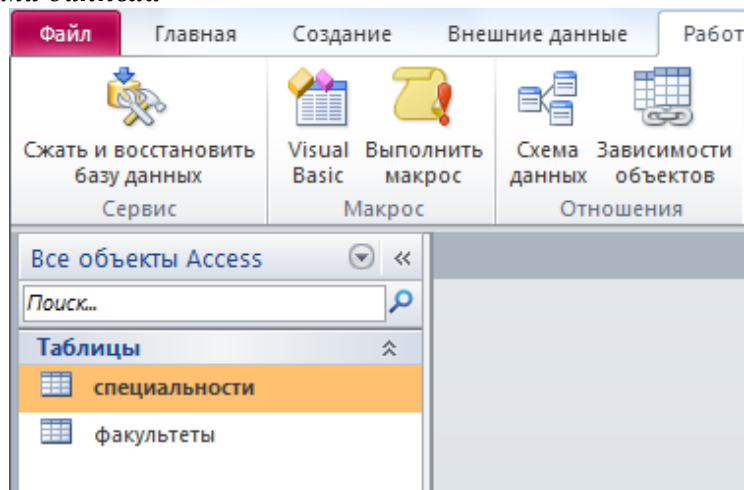 Файл Главная Создание Внешние данные Работ
Сжать и восстановить Visual Выполнить Схема Зависимости
базу данных Basic макрос данных объектов
Сервис Макрос Отношения
Все объекты Access
Поиск...
Таблицы
специальности
факультеты